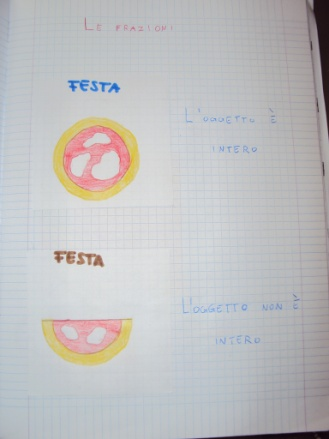 LE FRAZIONI
FESTA
L'OGGETTO È
INTERO
FESTA
L'OGGETTO NON È
INTERO